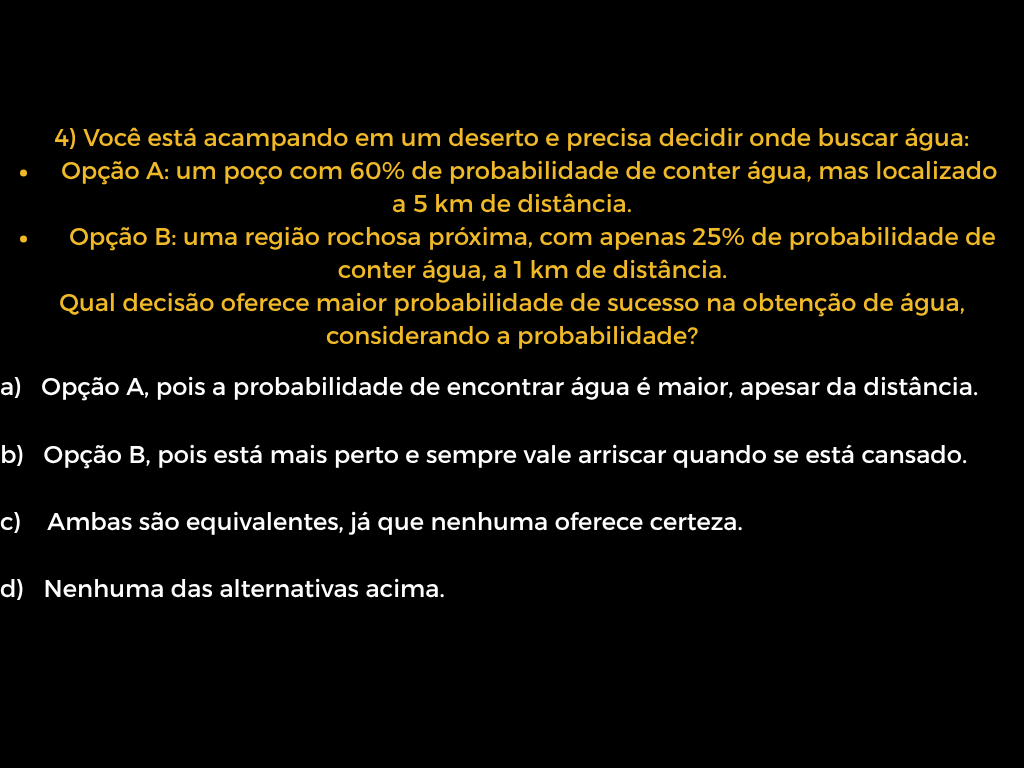 4) Você está acampando em um deserto e precisa decidir onde buscar água:
• Opção A: um poço com 60% de probabilidade de conter água, mas localizado
a 5 km de distância.
• Opção B: uma região rochosa próxima, com apenas 25% de probabilidade de
conter água, a 1 km de distância.
Qual decisão oferece maior probabilidade de sucesso na obtenção de água,
considerando a probabilidade?
a) Opção A, pois a probabilidade de encontrar água é maior, apesar da distância.
b) Opção B, pois está mais perto e sempre vale arriscar quando se está cansado.
c) Ambas são equivalentes, já que nenhuma oferece certeza.
d) Nenhuma das alternativas acima.